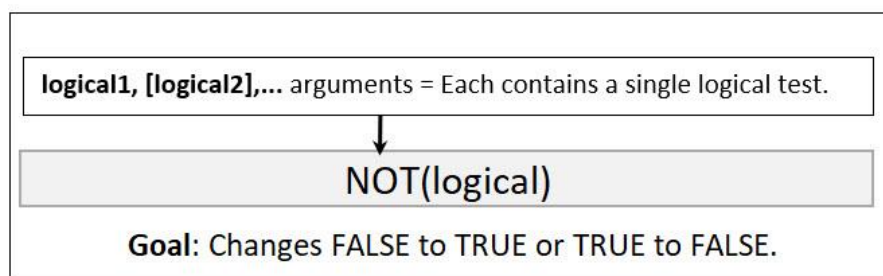 logical1, [logical2],... arguments = Each contains a single logical test.
NOT(logical)
Goal: Changes FALSE to TRUE or TRUE to FALSE.